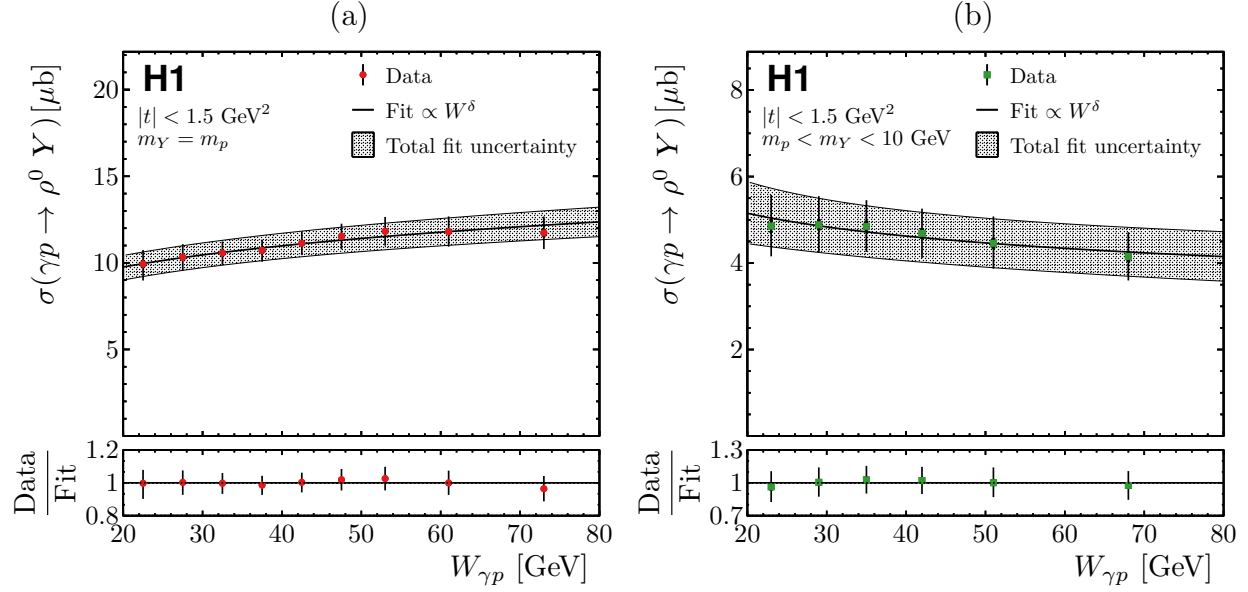 (a)
H1
|t| < 1.5 GeV²
m_Y = m_p
Data
Fit ∝ W^δ
Total fit uncertainty
σ(γp → ρ⁰ Y) [μb]
20
15
10
5
Data
Fit
1.2
1
0.8
20 30 40 50 60 70 80
W_γp [GeV]
(b)
H1
|t| < 1.5 GeV²
m_p < m_Y < 10 GeV
Data
Fit ∝ W^δ
Total fit uncertainty
σ(γp → ρ⁰ Y) [μb]
8
6
4
2
Data
Fit
1.3
1
0.7
20 30 40 50 60 70 80
W_γp [GeV]